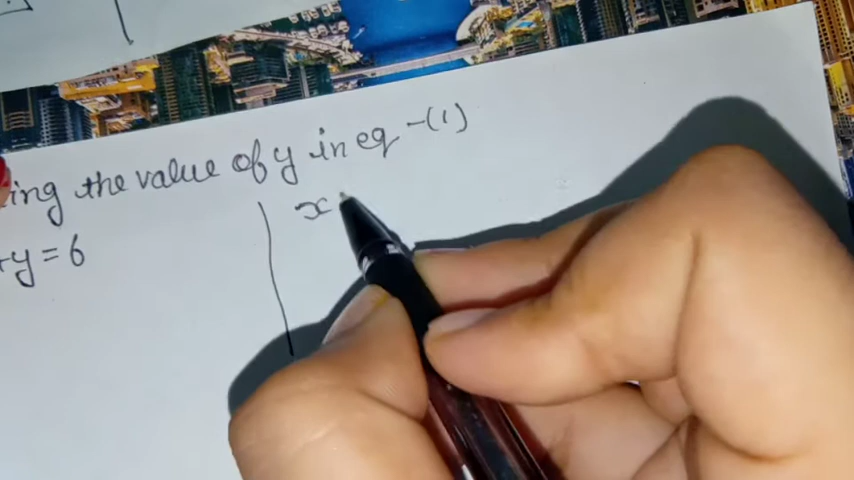 ing the value of y in eq -(1)
+y = 6
x